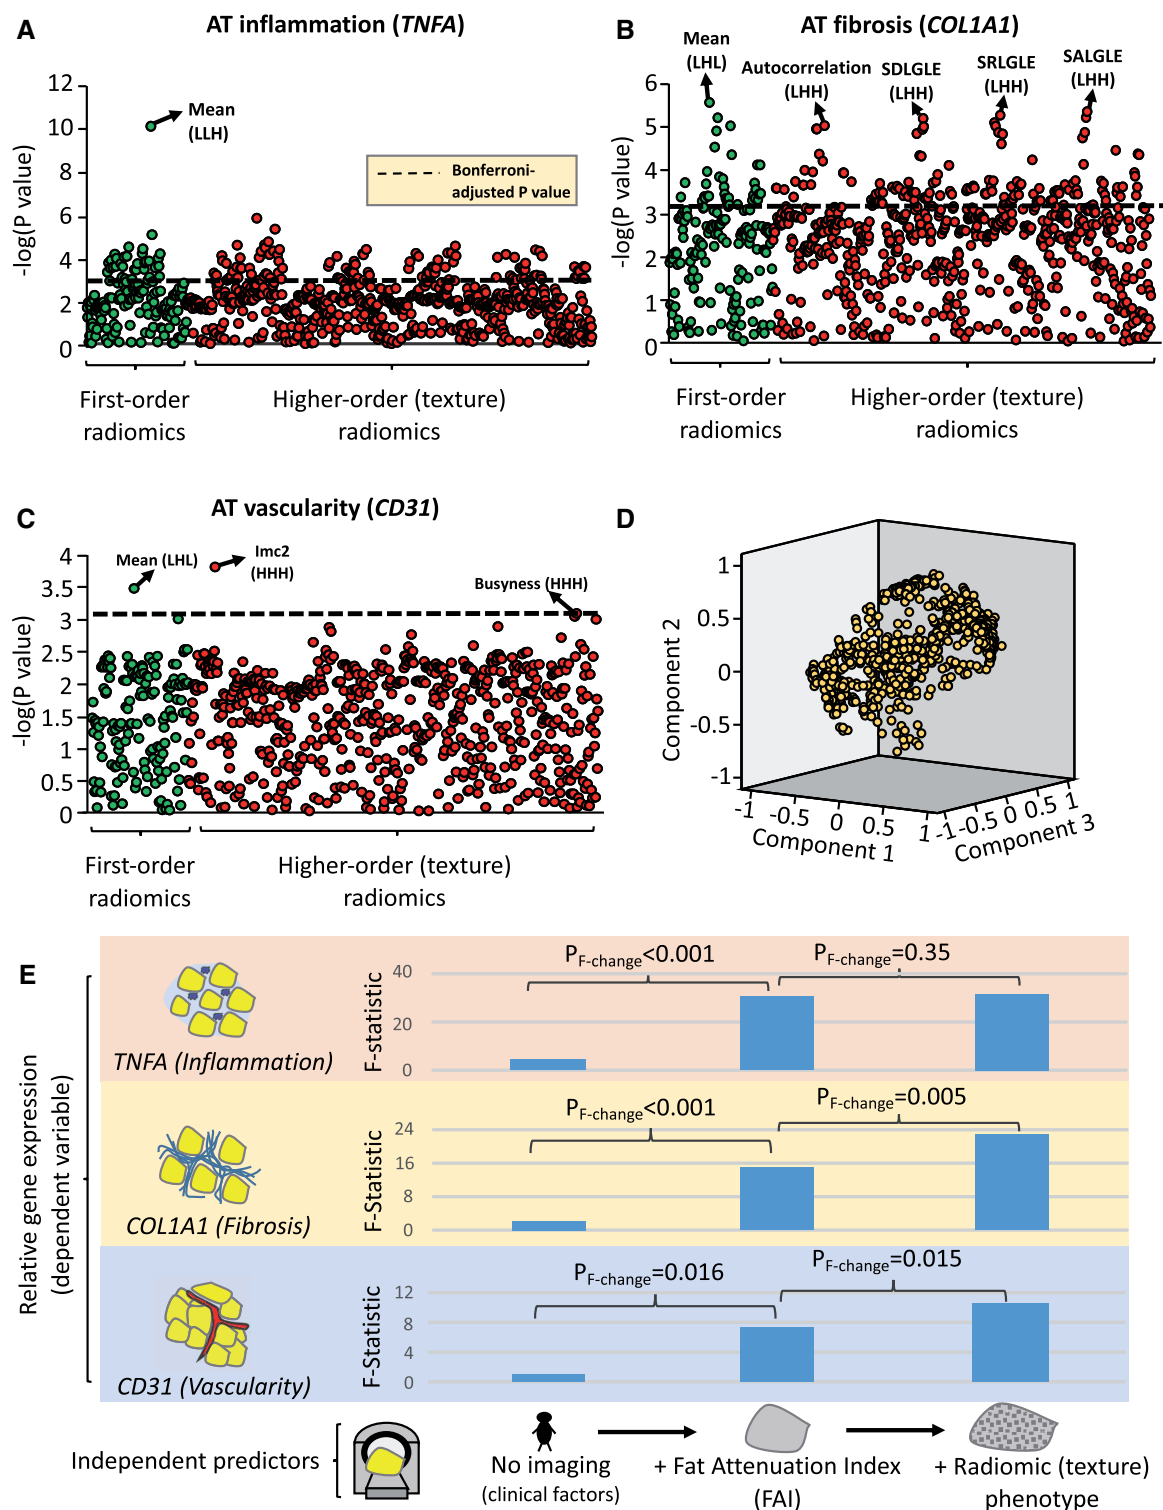 A
AT inflammation (TNFA)
12
10
8
6
4
2
0
-log(P value)
Mean
(LLH)
Bonferroni-
adjusted P value
First-order
radiomics
Higher-order (texture)
radiomics
B
AT fibrosis (COL1A1)
Mean
(LHL)
Autocorrelation
(LHH)
SDLGLE
(LHH)
SRLGLE
(LHH)
SALGLE
(LHH)
6
5
4
3
2
1
0
-log(P value)
First-order
radiomics
Higher-order (texture)
radiomics
C
AT vascularity (CD31)
4
3.5
3
2.5
2
1.5
1
0.5
0
-log(P value)
Mean (LHL)
Imc2
(HHH)
Busyness (HHH)
First-order
radiomics
Higher-order (texture)
radiomics
D
1
0.5
0
-0.5
-1
Component 2
-1 -0.5 0 0.5 1
Component 1
-1 -0.5 0 0.5 1
Component 3
E
Relative gene expression
(dependent variable)
TNFA (Inflammation)
F-statistic
40
20
0
PF-change<0.001
PF-change=0.35
COL1A1 (Fibrosis)
F-Statistic
24
16
8
0
PF-change<0.001
PF-change=0.005
CD31 (Vascularity)
F-Statistic
12
8
4
0
PF-change=0.016
PF-change=0.015
Independent predictors
No imaging
(clinical factors)
+ Fat Attenuation Index
(FAI)
+ Radiomic (texture)
phenotype